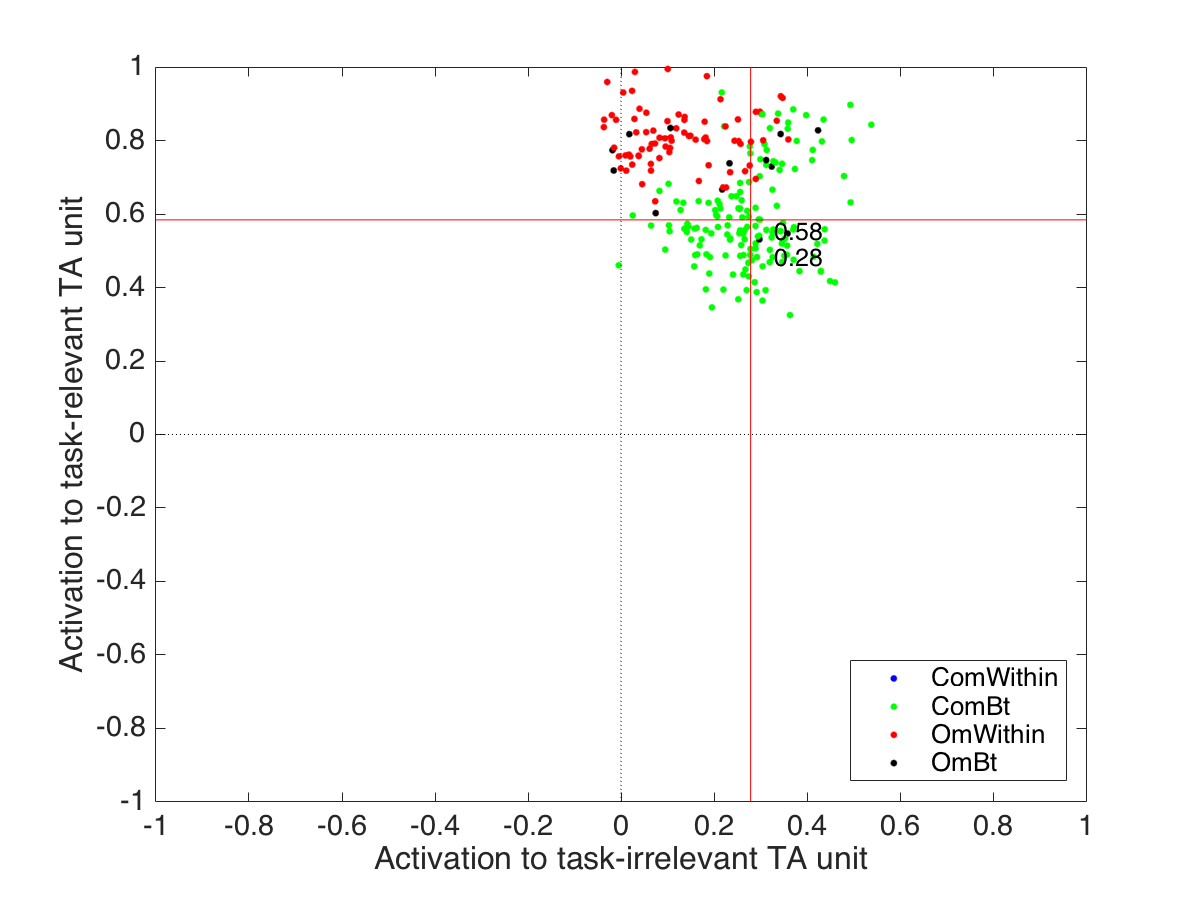 1
0.8
0.6
0.4
0.2
0
-0.2
-0.4
-0.6
-0.8
-1
Activation to task-relevant TA unit
0.58
0.28
ComWithin
ComBt
OmWithin
OmBt
-1 -0.8 -0.6 -0.4 -0.2 0 0.2 0.4 0.6 0.8 1
Activation to task-irrelevant TA unit